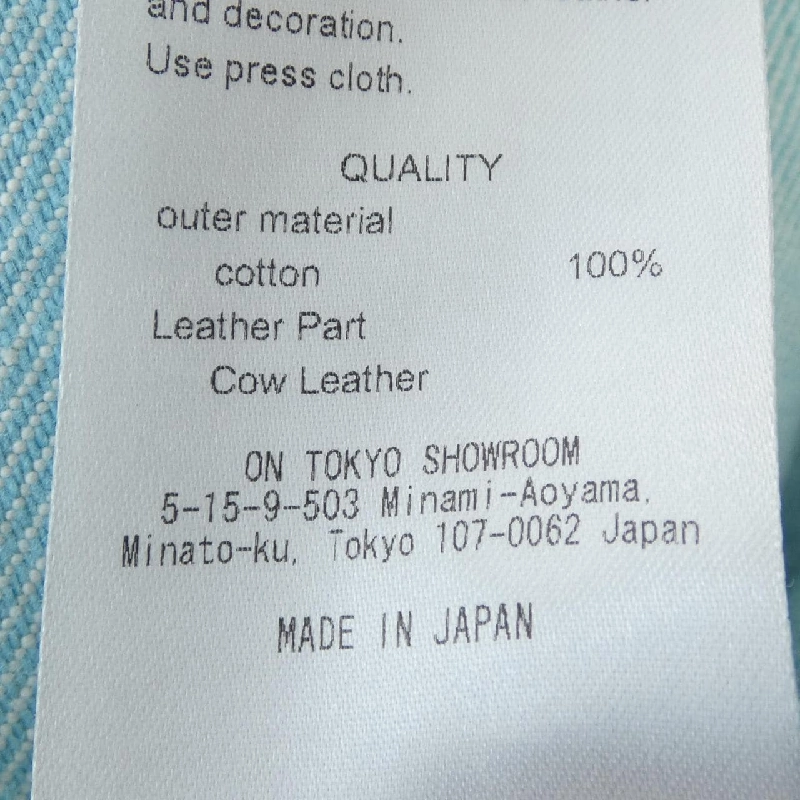 and decoration.
Use press cloth.
QUALITY
outer material
cotton 100%
Leather Part
Cow Leather
ON TOKYO SHOWROOM
5-15-9-503 Minami-Aoyama,
Minato-ku, Tokyo 107-0062 Japan
MADE IN JAPAN